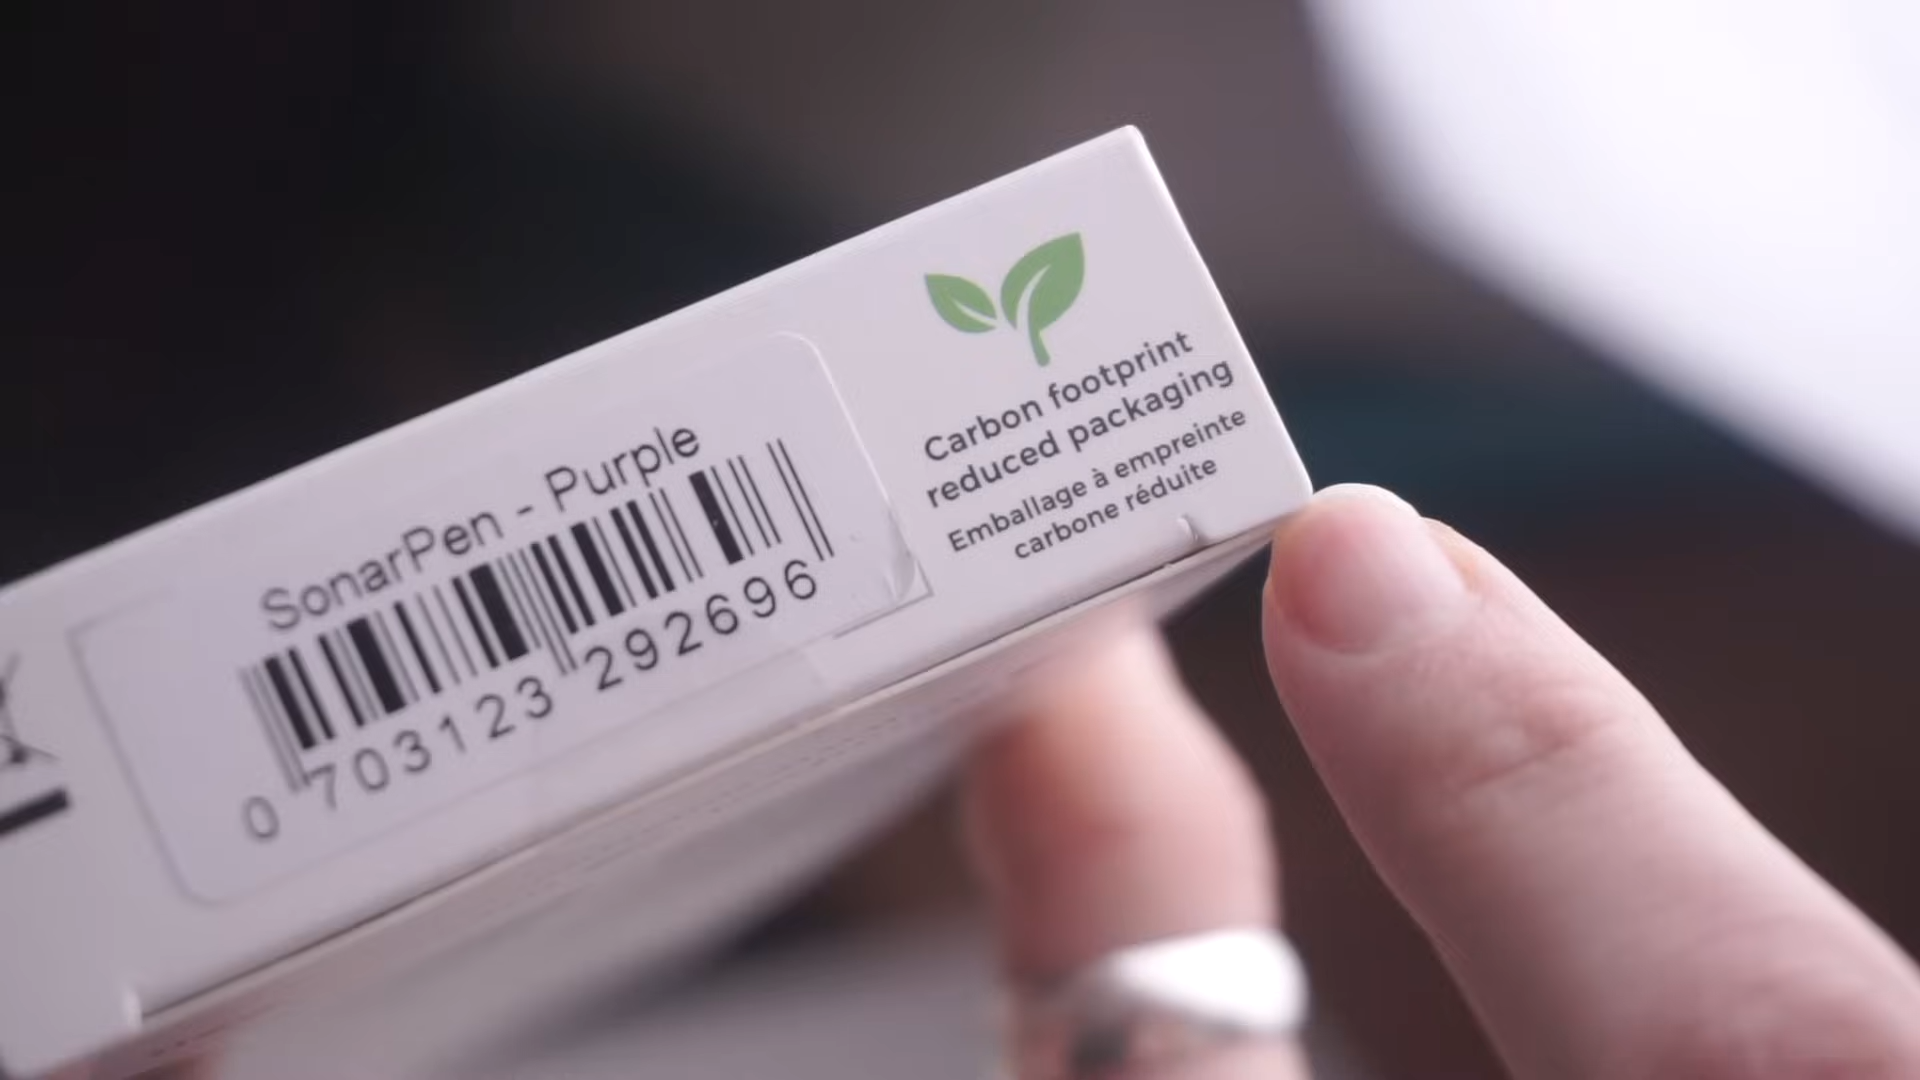 SonarPen - Purple
0 703123 292696
Carbon footprint
reduced packaging
Emballage à empreinte
carbone réduite